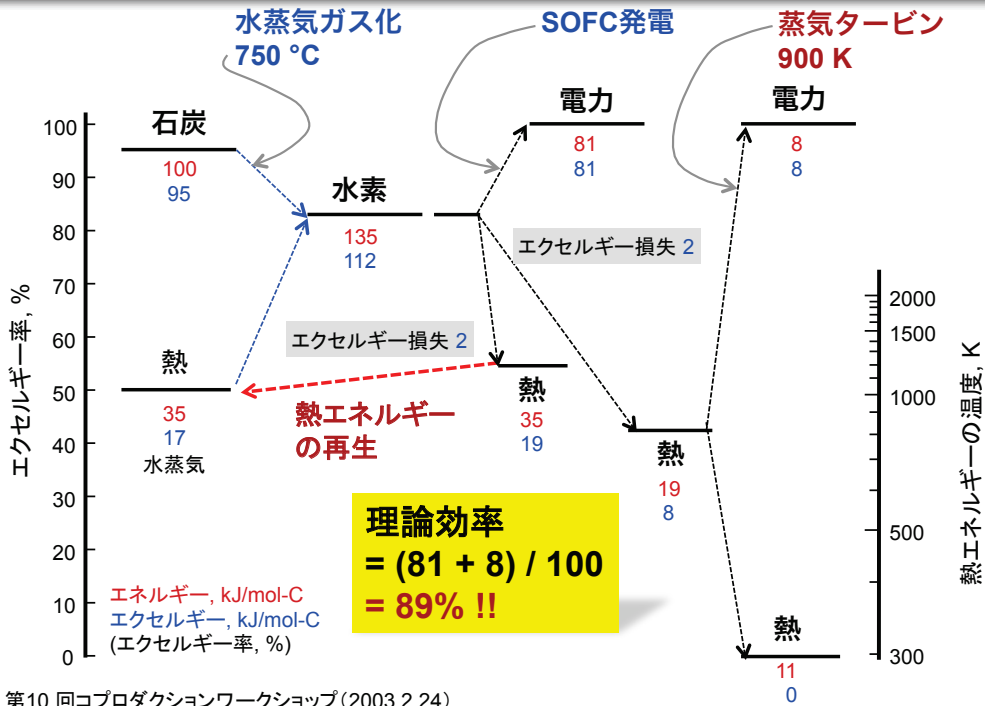 水蒸気ガス化
750 °C
SOFC発電
蒸気タービン
900 K
エクセルギー率, %
100
90
80
70
60
50
40
30
20
10
0
石炭
100
95
水素
135
112
電力
81
81
電力
8
8
エクセルギー損失 2
エクセルギー損失 2
熱
35
17
水蒸気
熱エネルギー
の再生
熱
35
19
熱
19
8
熱
11
0
理論効率
= (81 + 8) / 100
= 89% !!
エネルギー, kJ/mol-C
エクセルギー, kJ/mol-C
(エクセルギー率, %)
2000
1500
1000
500
300
熱エネルギーの温度, K
第10 回コプロダクションワークショップ(2003.2.24)